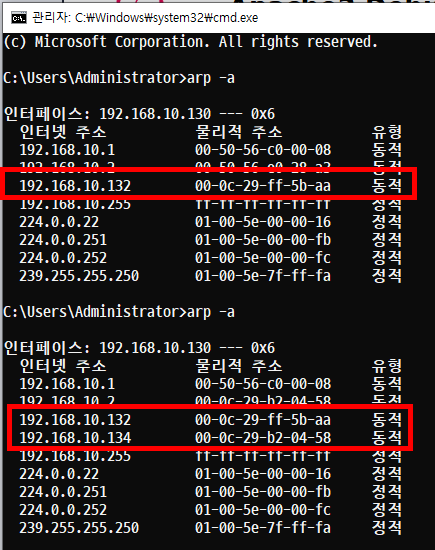 관리자: C:₩Windows₩system32₩cmd.exe
(c) Microsoft Corporation. All rights reserved.
C:₩Users₩Administrator>arp -a
인터페이스: 192.168.10.130 --- 0x6
인터넷 주소 물리적 주소 유형
192.168.10.1 00-50-56-c0-00-08 동적
192.168.10.2 동적
192.168.10.132 00-0c-29-ff-5b-aa 동적
192.168.10.255 ff-ff-ff-ff-ff-ff 정적
224.0.0.22 01-00-5e-00-00-16 정적
224.0.0.251 01-00-5e-00-00-fb 정적
224.0.0.252 01-00-5e-00-00-fc 정적
239.255.255.250 01-00-5e-7f-ff-fa 정적
C:₩Users₩Administrator>arp -a
인터페이스: 192.168.10.130 --- 0x6
인터넷 주소 물리적 주소 유형
192.168.10.1 00-50-56-c0-00-08 동적
192.168.10.2 00-0c-29-b2-04-58 동적
192.168.10.132 00-0c-29-ff-5b-aa 동적
192.168.10.134 00-0c-29-b2-04-58 동적
192.168.10.255 ff-ff-ff-ff-ff-ff 정적
224.0.0.22 01-00-5e-00-00-16 정적
224.0.0.251 01-00-5e-00-00-fb 정적
224.0.0.252 01-00-5e-00-00-fc 정적
239.255.255.250 01-00-5e-7f-ff-fa 정적